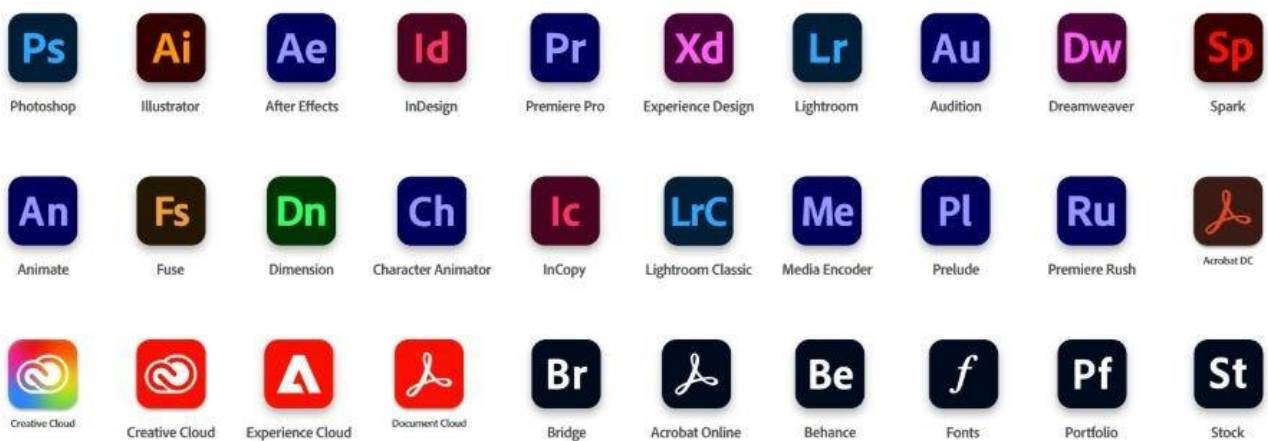 Ps Ai Ae Id Pr Xd Lr Au Dw Sp
Photoshop Illustrator After Effects InDesign Premiere Pro Experience Design Lightroom Audition Dreamweaver Spark
An Fs Dn Ch Ic LrC Me Pl Ru
Animate Fuse Dimension Character Animator InCopy Lightroom Classic Media Encoder Prelude Premiere Rush Acrobat DC
Br Be f Pf St
Creative Cloud Creative Cloud Experience Cloud Document Cloud Bridge Acrobat Online Behance Fonts Portfolio Stock